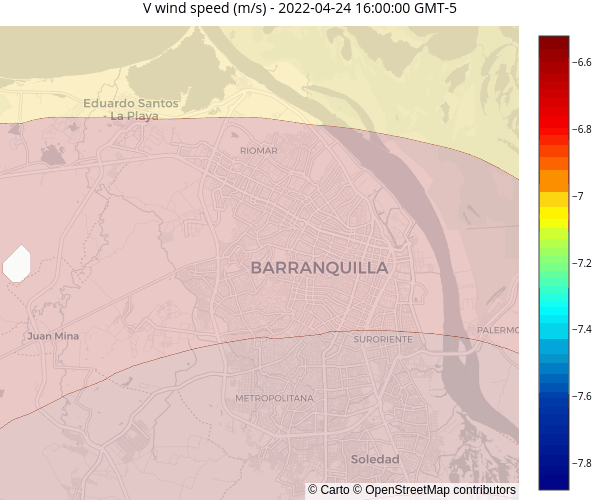 V wind speed (m/s) - 2022-04-24 16:00:00 GMT-5
Eduardo Santos
- La Playa
RIOMAR
BARRANQUILLA
Juan Mina
SURORIENTE
PALERMO
METROPOLITANA
Soledad
© Carto © OpenStreetMap contributors
−6.6
−6.8
−7
−7.2
−7.4
−7.6
−7.8